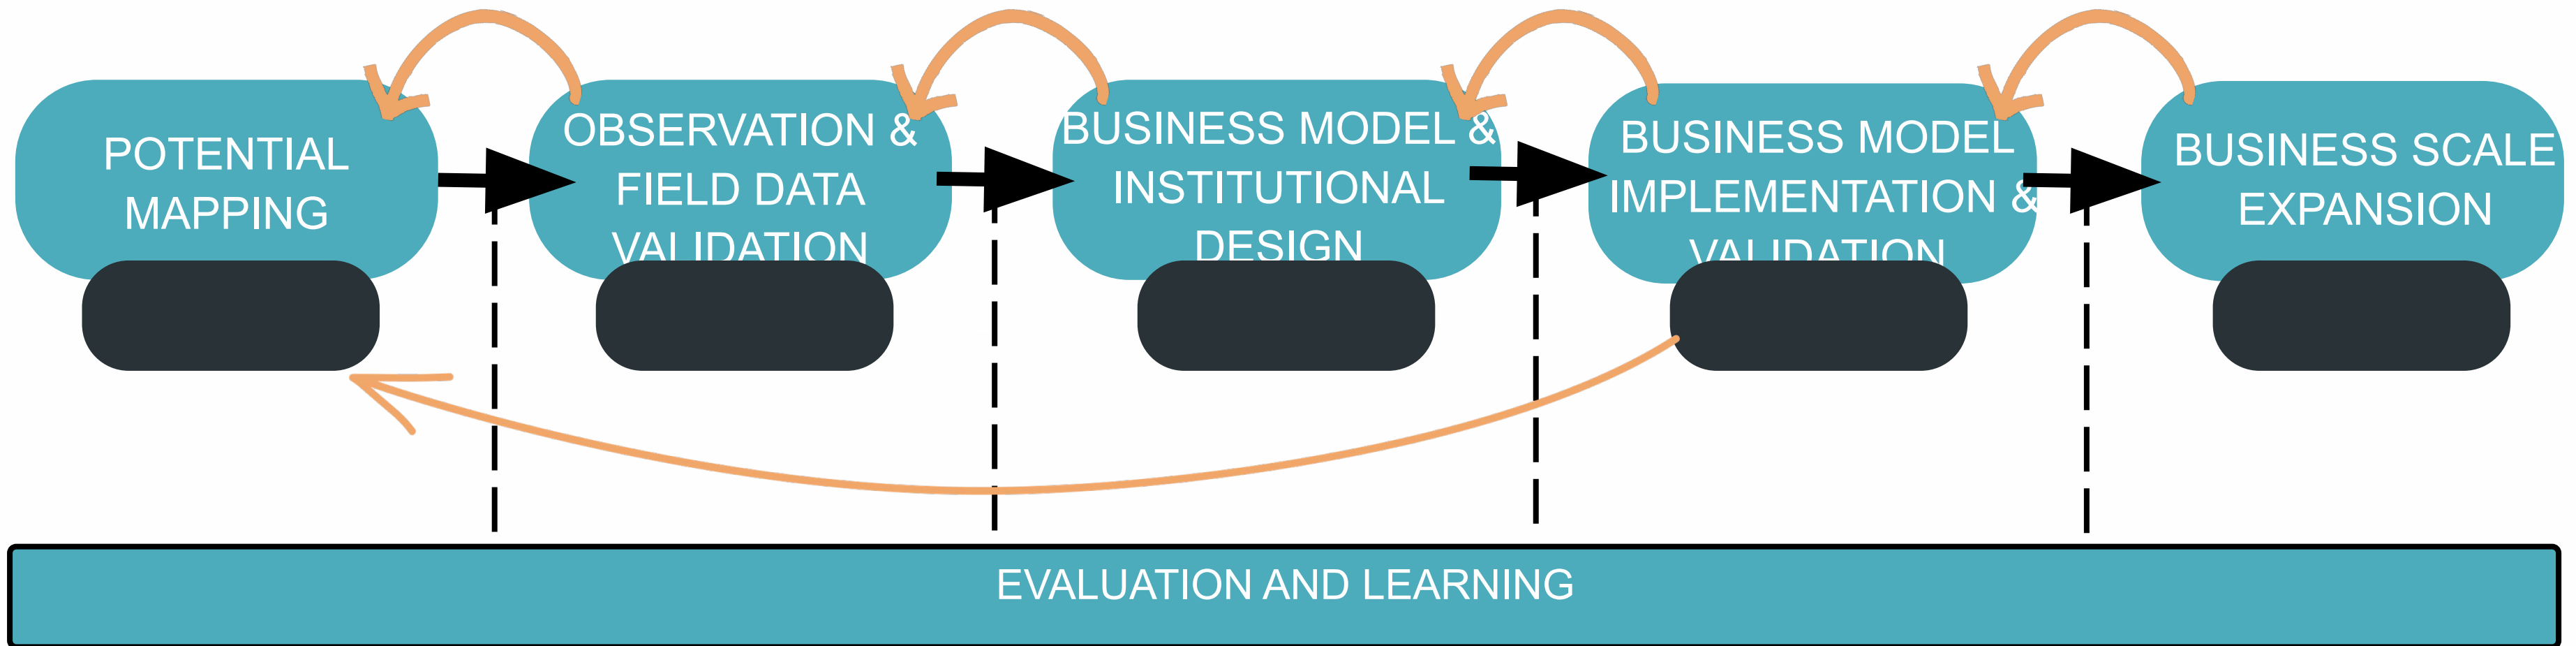 POTENTIAL
MAPPING
OBSERVATION &
FIELD DATA
VALIDATION
BUSINESS MODEL &
INSTITUTIONAL
DESIGN
BUSINESS MODEL
IMPLEMENTATION &
VALIDATION
BUSINESS SCALE
EXPANSION
EVALUATION AND LEARNING